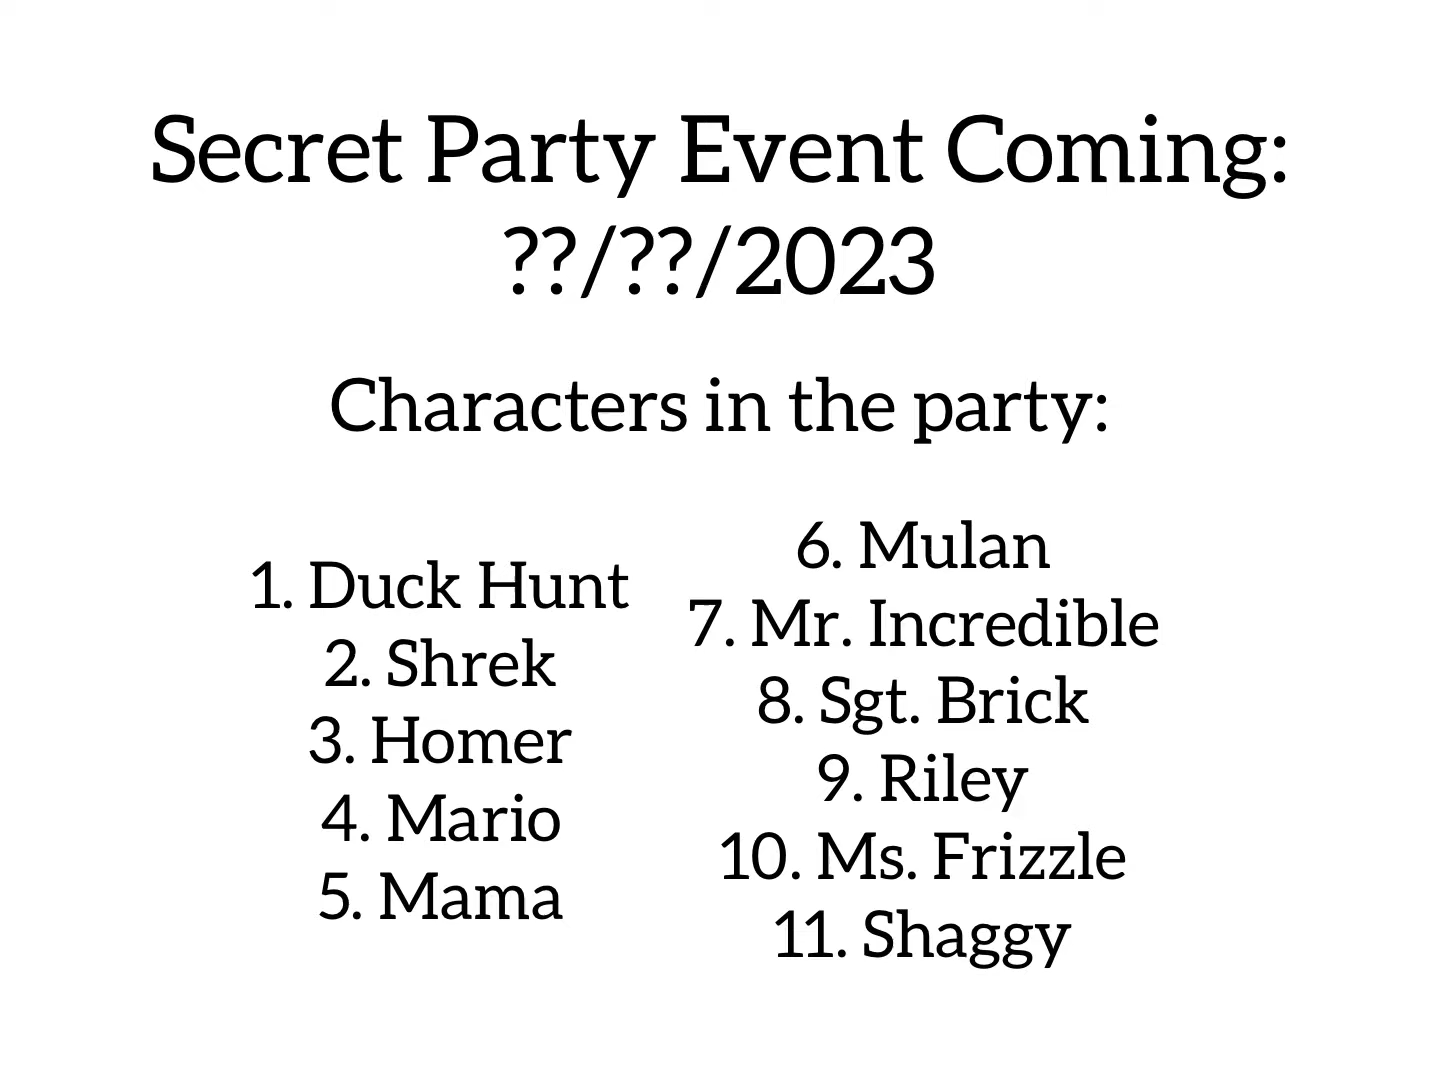 Secret Party Event Coming:
??/??/2023
Characters in the party:
1. Duck Hunt
2. Shrek
3. Homer
4. Mario
5. Mama
6. Mulan
7. Mr. Incredible
8. Sgt. Brick
9. Riley
10. Ms. Frizzle
11. Shaggy